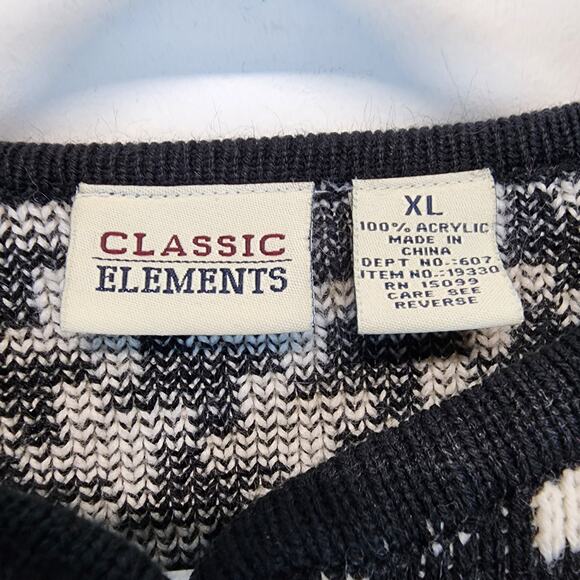 CLASSIC
ELEMENTS
XL
100% ACRYLIC
MADE IN
CHINA
DEPT NO.:607
ITEM NO.:19330
RN 15099
CARE SEE
REVERSE